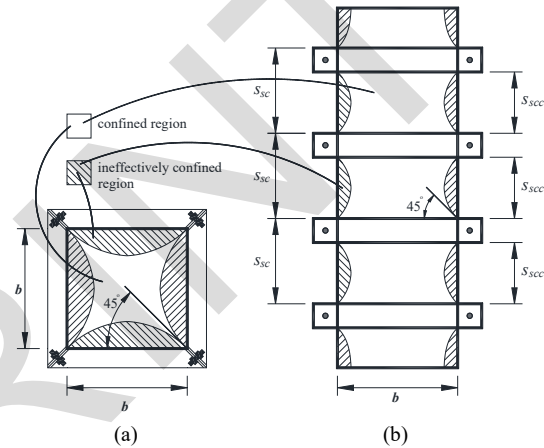 confined region
ineffectively confined
region
45°
b
b
(a)
s_sc
s_sc
s_sc
s_scc
s_scc
s_scc
45°
b
(b)